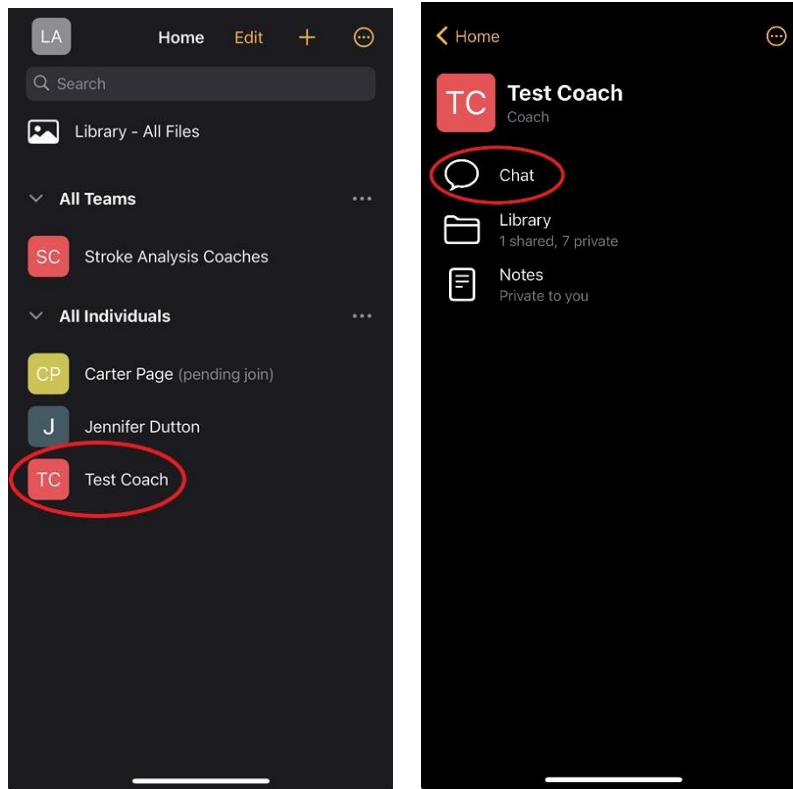 LA
Home
Edit
Search
Library - All Files
All Teams
SC
Stroke Analysis Coaches
All Individuals
CP
Carter Page (pending join)
J
Jennifer Dutton
TC
Test Coach
Home
TC
Test Coach
Coach
Chat
Library
1 shared, 7 private
Notes
Private to you